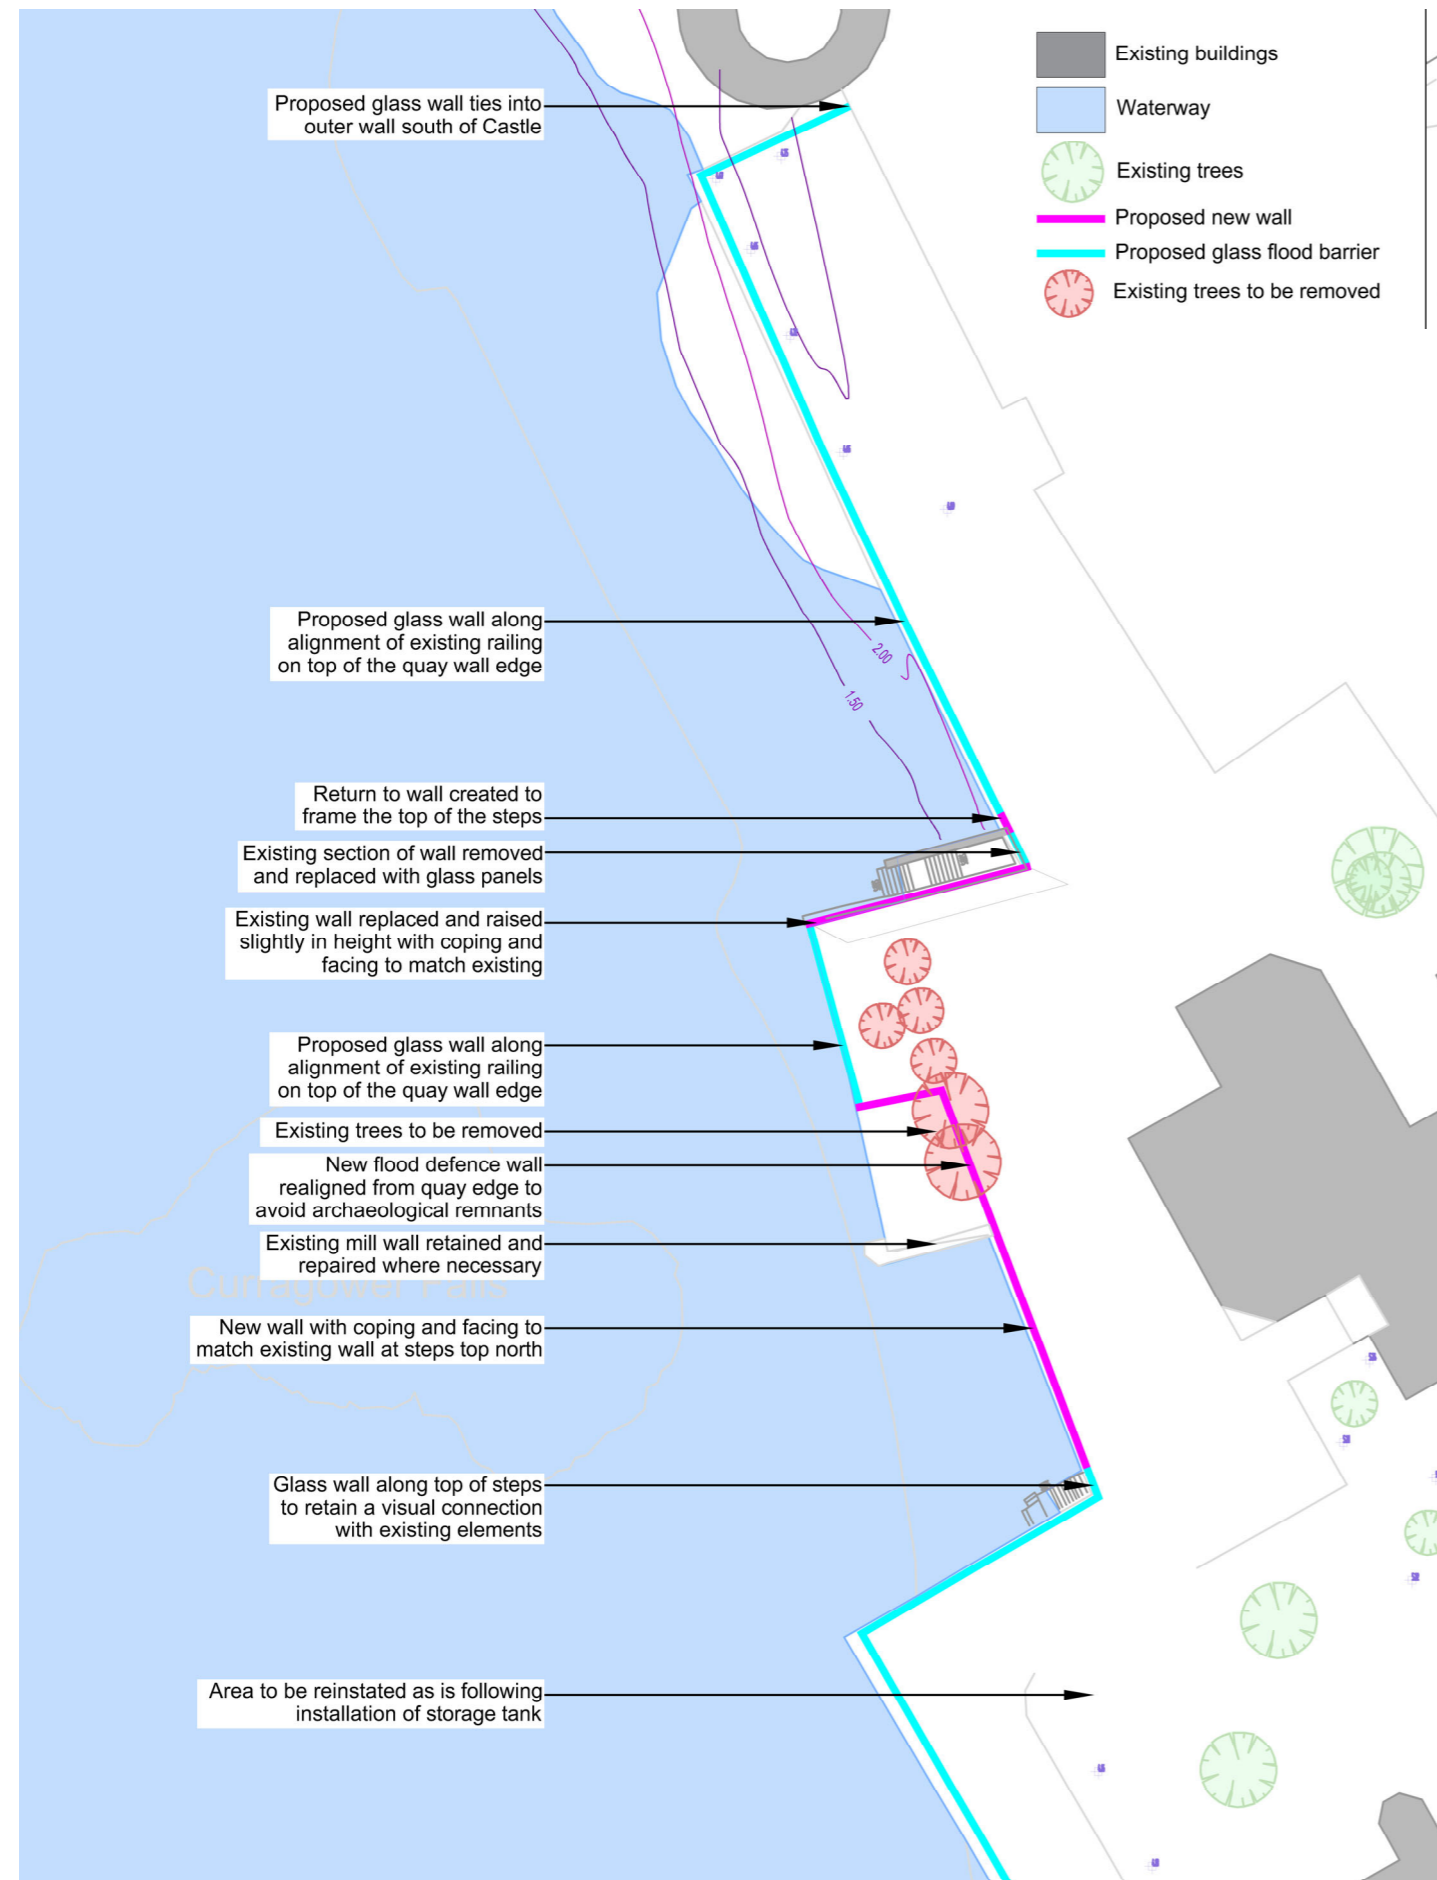 Existing buildings
Waterway
Existing trees
Proposed new wall
Proposed glass flood barrier
Existing trees to be removed
Proposed glass wall ties into
outer wall south of Castle
Proposed glass wall along
alignment of existing railing
on top of the quay wall edge
2.00
1.50
Return to wall created to
frame the top of the steps
Existing section of wall removed
and replaced with glass panels
Existing wall replaced and raised
slightly in height with coping and
facing to match existing
Proposed glass wall along
alignment of existing railing
on top of the quay wall edge
Existing trees to be removed
New flood defence wall
realigned from quay edge to
avoid archaeological remnants
Existing mill wall retained and
repaired where necessary
Curragower Falls
New wall with coping and facing to
match existing wall at steps top north
Glass wall along top of steps
to retain a visual connection
with existing elements
Area to be reinstated as is following
installation of storage tank